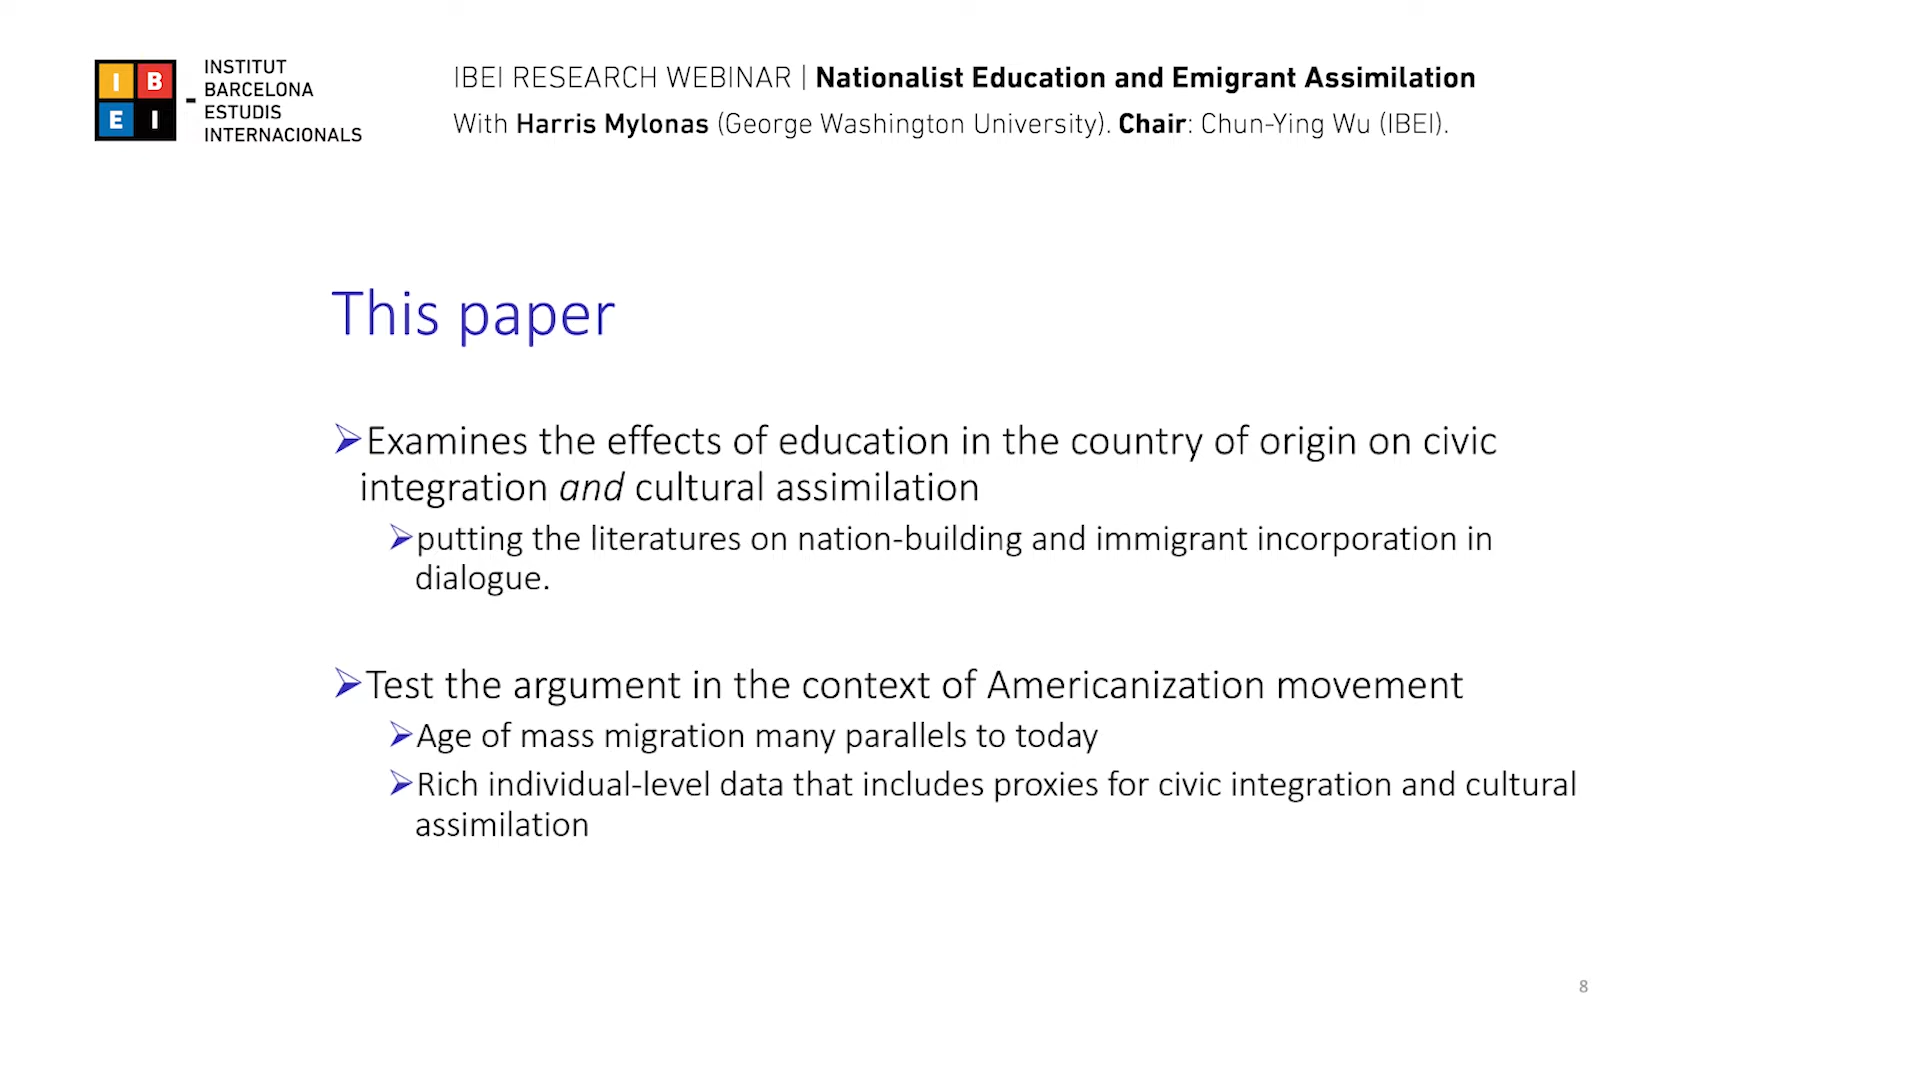 I B
E I
INSTITUT
BARCELONA
ESTUDIS
INTERNACIONALS
IBEI RESEARCH WEBINAR | Nationalist Education and Emigrant Assimilation
With Harris Mylonas (George Washington University). Chair: Chun-Ying Wu (IBEI).
This paper
Examines the effects of education in the country of origin on civic
integration and cultural assimilation
putting the literatures on nation-building and immigrant incorporation in
dialogue.
Test the argument in the context of Americanization movement
Age of mass migration many parallels to today
Rich individual-level data that includes proxies for civic integration and cultural
assimilation
8